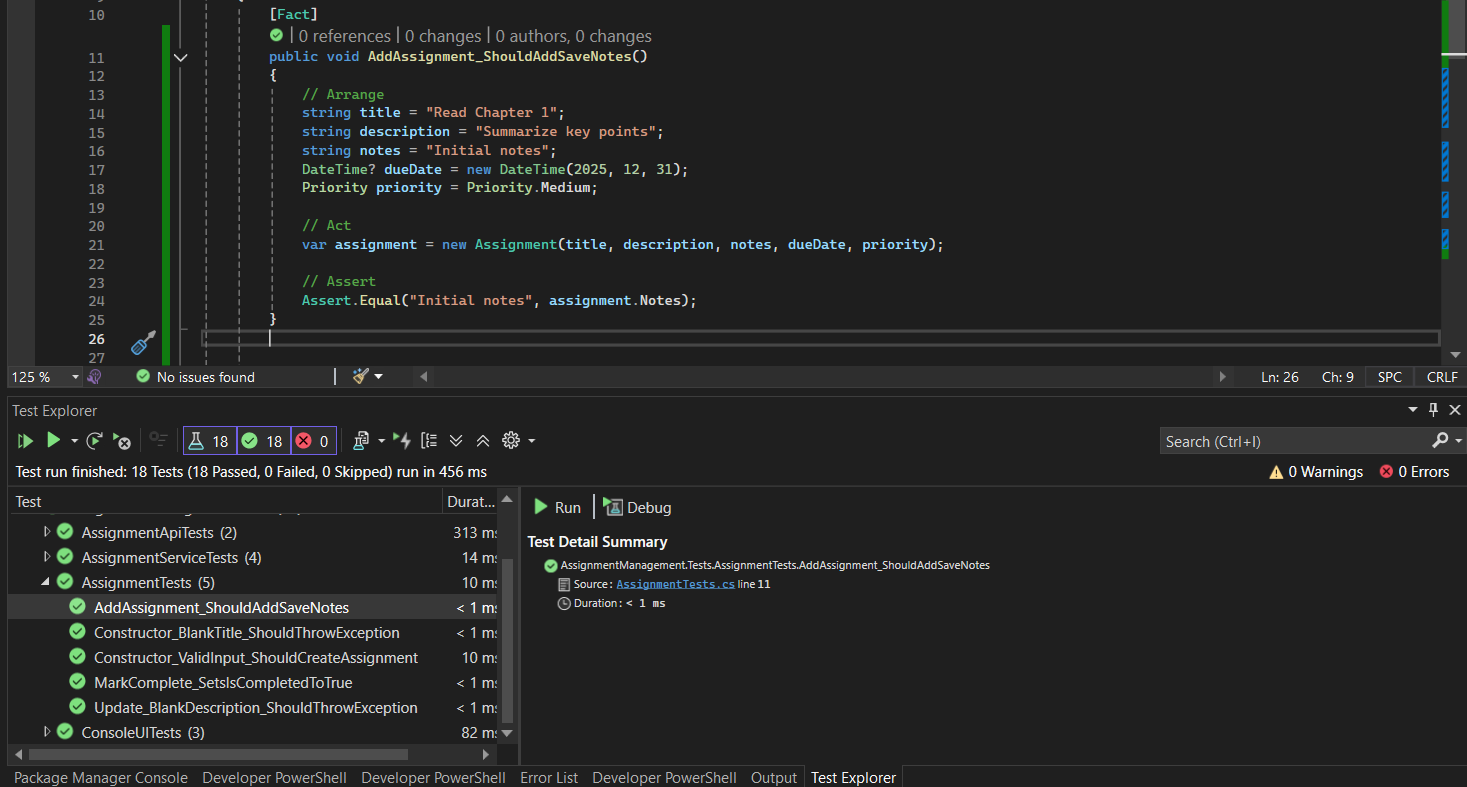 10 [Fact]
| 0 references | 0 changes | 0 authors, 0 changes
11 public void AddAssignment_ShouldAddSaveNotes()
12 {
13 // Arrange
14 string title = "Read Chapter 1";
15 string description = "Summarize key points";
16 string notes = "Initial notes";
17 DateTime? dueDate = new DateTime(2025, 12, 31);
18 Priority priority = Priority.Medium;
19
20 // Act
21 var assignment = new Assignment(title, description, notes, dueDate, priority);
22
23 // Assert
24 Assert.Equal("Initial notes", assignment.Notes);
25 }
26
27
125 % No issues found Ln: 26 Ch: 9 SPC CRLF
Test Explorer
18 18 0 Search (Ctrl+I)
Test run finished: 18 Tests (18 Passed, 0 Failed, 0 Skipped) run in 456 ms 0 Warnings 0 Errors
Test Durat...
AssignmentApiTests (2) 313 ms
AssignmentServiceTests (4) 14 ms
AssignmentTests (5) 10 ms
AddAssignment_ShouldAddSaveNotes < 1 ms
Constructor_BlankTitle_ShouldThrowException < 1 ms
Constructor_ValidInput_ShouldCreateAssignment 10 ms
MarkComplete_SetsIsCompletedToTrue < 1 ms
Update_BlankDescription_ShouldThrowException < 1 ms
ConsoleUITests (3) 82 ms
Run Debug
Test Detail Summary
AssignmentManagement.Tests.AssignmentTests.AddAssignment_ShouldAddSaveNotes
Source: AssignmentTests.cs line 11
Duration: < 1 ms
Package Manager Console Developer PowerShell Developer PowerShell Error List Developer PowerShell Output Test Explorer